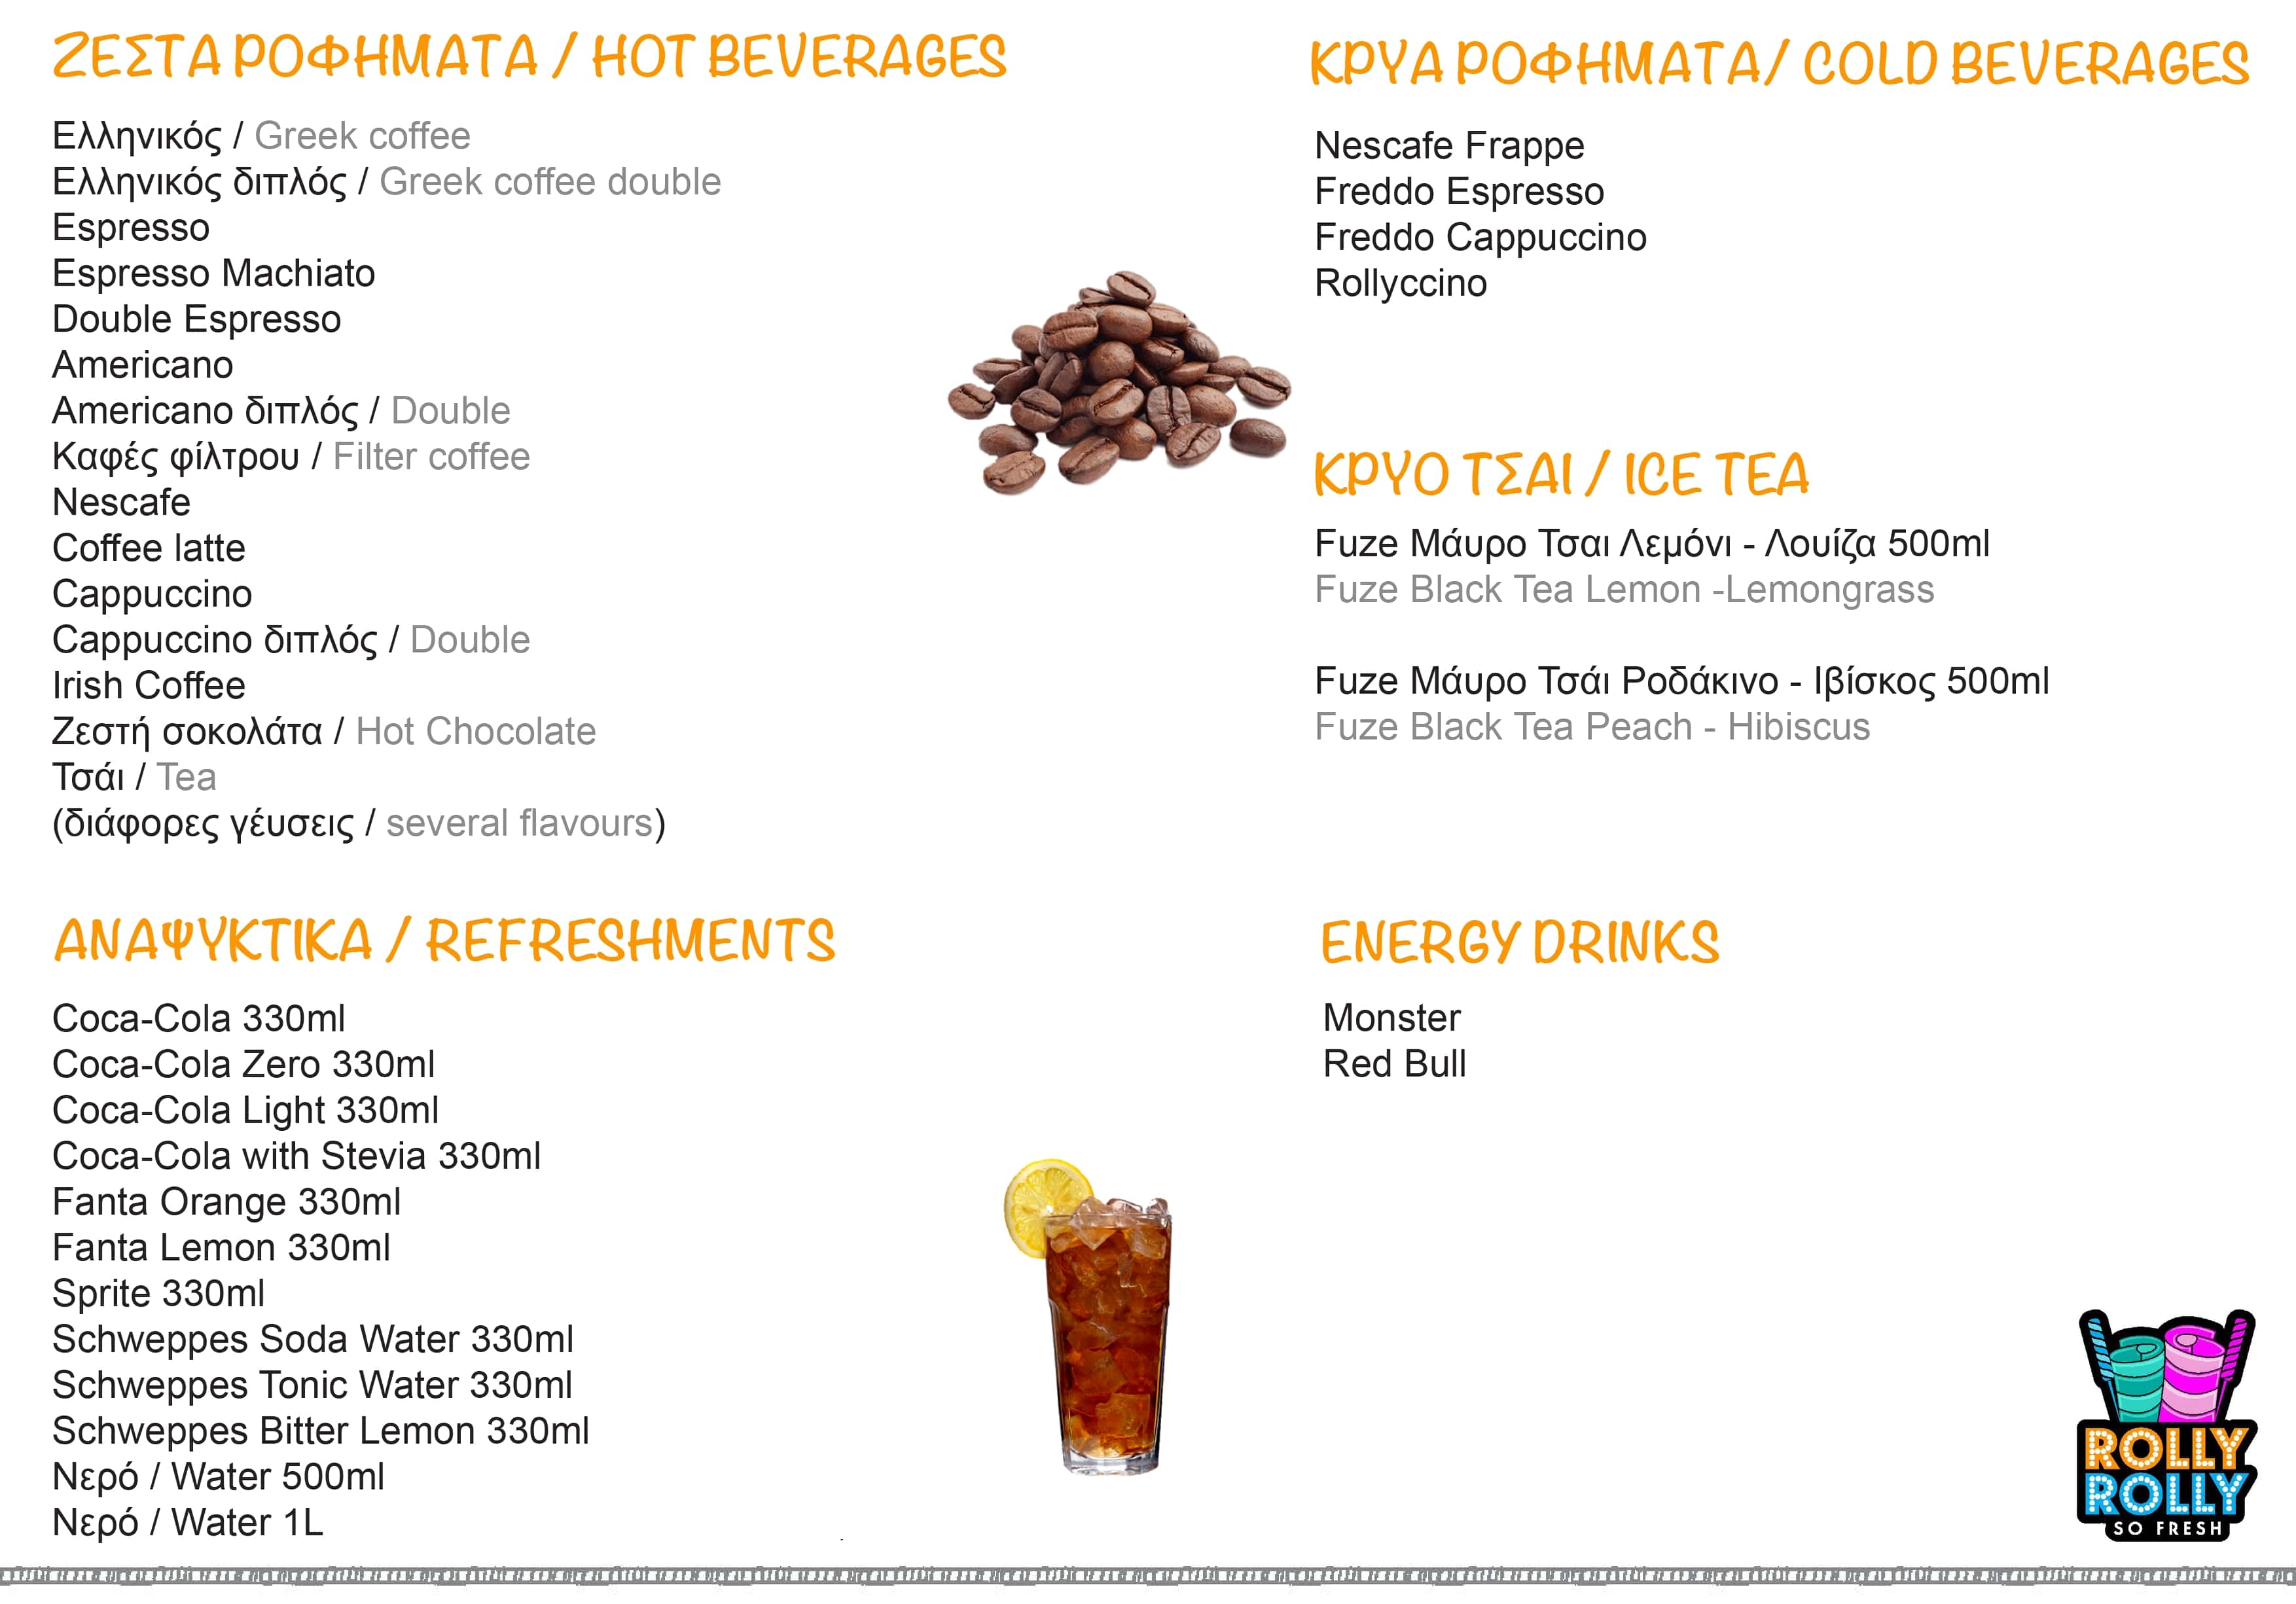 ΖΕΣΤΑ ΡΟΦΗΜΑΤΑ / HOT BEVERAGES
Ελληνικός / Greek coffee
Ελληνικός διπλός / Greek coffee double
Espresso
Espresso Machiato
Double Espresso
Americano
Americano διπλός / Double
Καφές φίλτρου / Filter coffee
Nescafe
Coffee latte
Cappuccino
Cappuccino διπλός / Double
Irish Coffee
Ζεστή σοκολάτα / Hot Chocolate
Τσάι / Tea
(διάφορες γέυσεις / several flavours)
ΚΡΥΑ ΡΟΦΗΜΑΤΑ/ COLD BEVERAGES
Nescafe Frappe
Freddo Espresso
Freddo Cappuccino
Rollyccino
ΚΡΥΟ ΤΣΑΙ / ICE TEA
Fuze Μάυρο Τσαι Λεμόνι - Λουίζα 500ml
Fuze Black Tea Lemon -Lemongrass
Fuze Μάυρο Τσάι Ροδάκινο - Ιβίσκος 500ml
Fuze Black Tea Peach - Hibiscus
ΑΝΑΨΥΚΤΙΚΑ / REFRESHMENTS
Coca-Cola 330ml
Coca-Cola Zero 330ml
Coca-Cola Light 330ml
Coca-Cola with Stevia 330ml
Fanta Orange 330ml
Fanta Lemon 330ml
Sprite 330ml
Schweppes Soda Water 330ml
Schweppes Tonic Water 330ml
Schweppes Bitter Lemon 330ml
Νερό / Water 500ml
Νερό / Water 1L
ENERGY DRINKS
Monster
Red Bull
ROLLY
ROLLY
SO FRESH